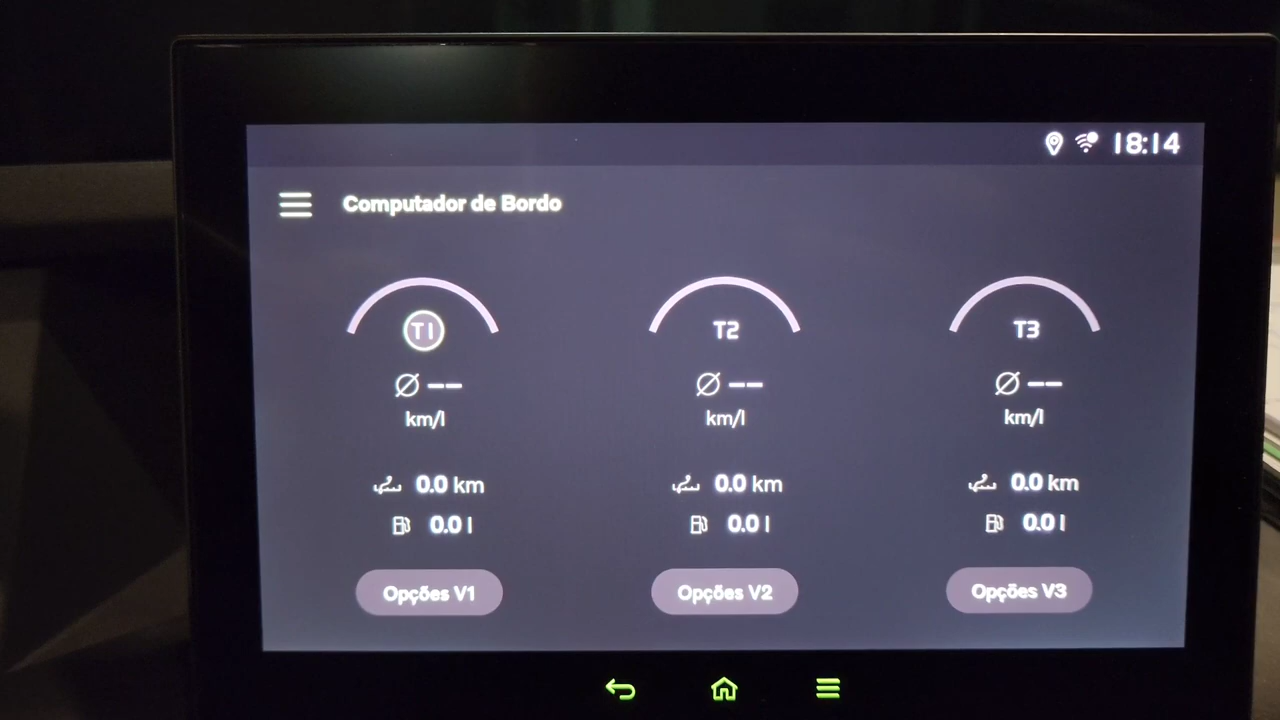 18:14
Computador de Bordo
T1 T2 T3
Ø -- Ø -- Ø --
km/l km/l km/l
0.0 km 0.0 km 0.0 km
0.0 l 0.0 l 0.0 l
Opções V1 Opções V2 Opções V3